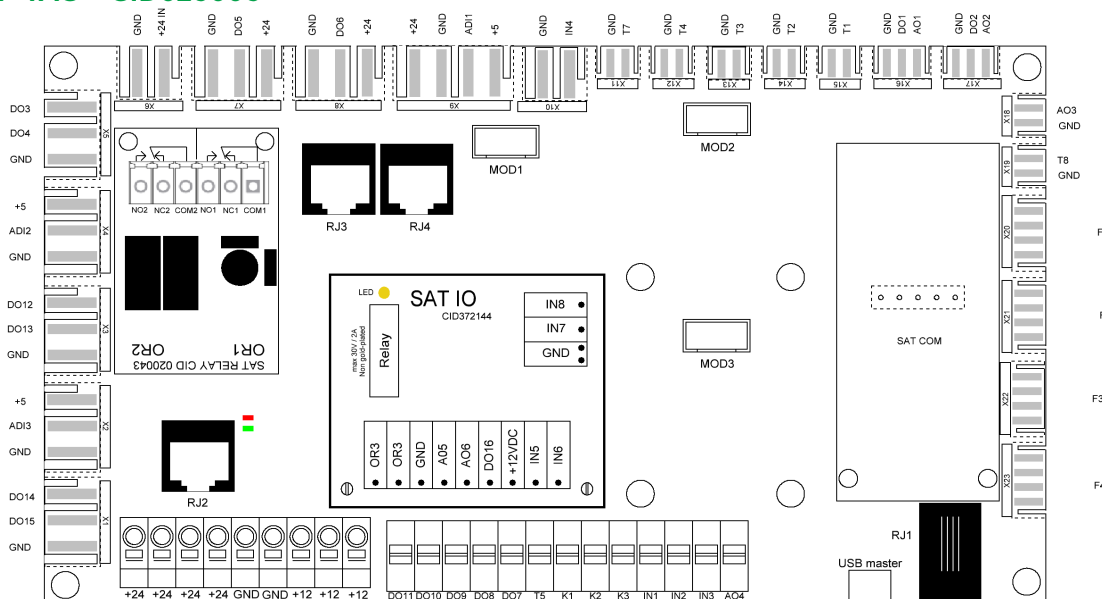 GND +24 IN GND DO5 +24 GND DO6 +24 +24 GND ADI1 +5 GND IN4 GND T7 GND T4 GND T3 GND T2 GND T1 GND DO1 AO1 GND DO2 AO2
X6 X7 X8 X9 X10 X11 X12 X13 X14 X15 X16 X17
DO3
DO4
GND
X5
+5
ADI2
GND
X4
DO12
DO13
GND
X3
+5
ADI3
GND
X2
DO14
DO15
GND
X1
NO2 NC2 COM2 NO1 NC1 COM1
OR2 OR1
SAT RELAY CID 020043
RJ3 RJ4
MOD1
MOD2
MOD3
LED
SAT IO
CID372144
max 30V / 2A
Non gold-plated
Relay
IN8
IN7
GND
OR3 OR3 GND A05 AO6 DO16 +12VDC IN5 IN6
RJ2
SAT COM
X18
AO3
GND
X19
T8
GND
X20
F
X21
F
X22
F3
X23
F4
RJ1
USB master
+24 +24 +24 +24 GND GND +12 +12 +12
DO11 DO10 DO9 DO8 DO7 T5 K1 K2 K3 IN1 IN2 IN3 AO4